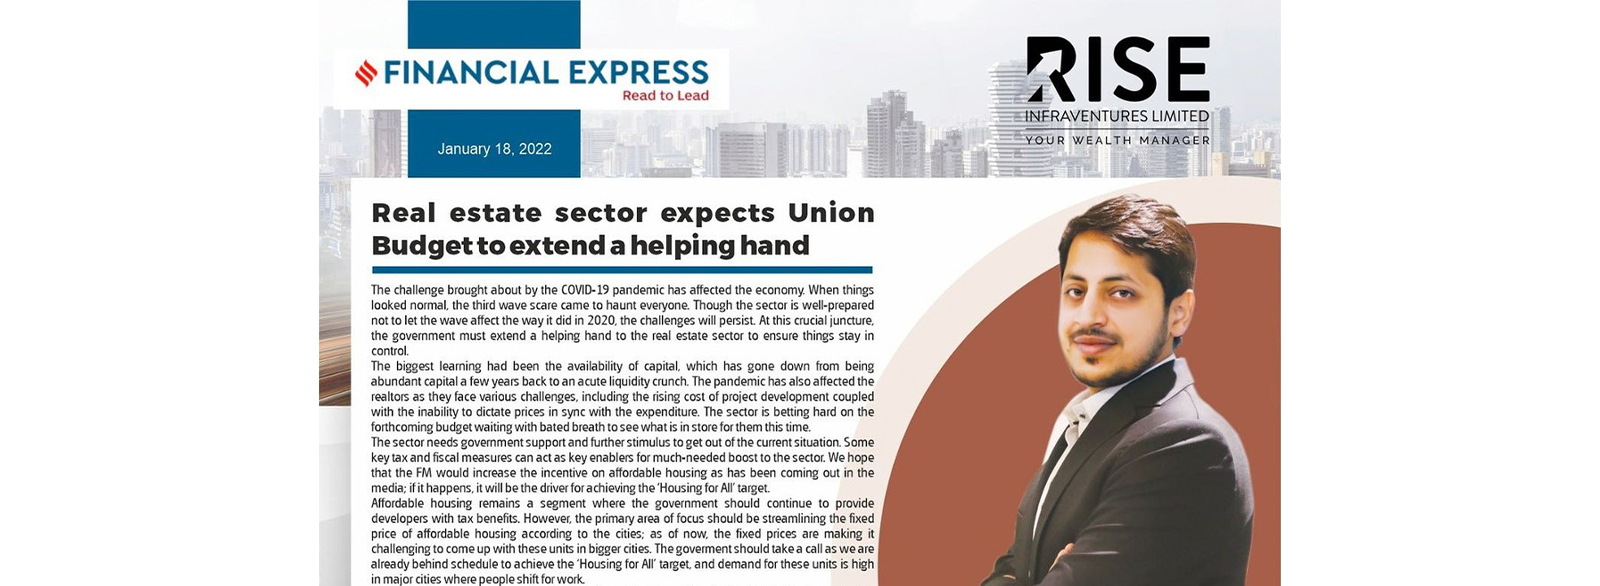 FINANCIAL EXPRESS
Read to Lead
January 18, 2022
RISE
INFRAVENTURES LIMITED
YOUR WEALTH MANAGER
Real estate sector expects Union
Budget to extend a helping hand
The challenge brought about by the COVID-19 pandemic has affected the economy. When things
looked normal, the third wave scare came to haunt everyone. Though the sector is well-prepared
not to let the wave affect the way it did in 2020, the challenges will persist. At this crucial juncture,
the government must extend a helping hand to the real estate sector to ensure things stay in
control.
The biggest learning had been the availability of capital, which has gone down from being
abundant capital a few years back to an acute liquidity crunch. The pandemic has also affected the
realtors as they face various challenges, including the rising cost of project development coupled
with the inability to dictate prices in sync with the expenditure. The sector is betting hard on the
forthcoming budget waiting with bated breath to see what is in store for them this time.
The sector needs government support and further stimulus to get out of the current situation. Some
key tax and fiscal measures can act as key enablers for much-needed boost to the sector. We hope
that the FM would increase the incentive on affordable housing as has been coming out in the
media; if it happens, it will be the driver for achieving the 'Housing for All' target.
Affordable housing remains a segment where the government should continue to provide
developers with tax benefits. However, the primary area of focus should be streamlining the fixed
price of affordable housing according to the cities; as of now, the fixed prices are making it
challenging to come up with these units in bigger cities. The goverment should take a call as we are
already behind schedule to achieve the 'Housing for All' target, and demand for these units is high
in major cities where people shift for work.